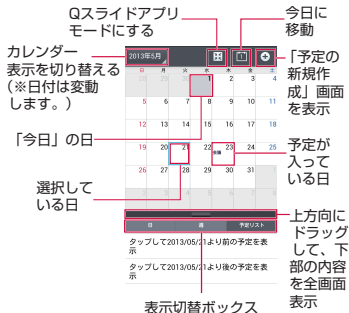 Qスライドアプリ
モードにする
今日に
移動
カレンダー
表示を切り替える
(※日付は変動
します。)
「予定の
新規作
成」画面
を表示
「今日」の日
予定が
入って
いる日
選択して
いる日
上方向に
ドラッグ
して、下
部の内容
を全画面
表示
表示切替ボックス
2013年5月
日 月 火 水 木 金 土
28 29 30 1 2 3 4
5 6 7 8 9 10 11
12 13 14 15 16 17 18
19 20 21 22 23 24 25
26 27 28 29 30 31 1
日 週 予定リスト
タップして2013/05/21より前の予定を表
示
タップして2013/05/21より後の予定を表
示